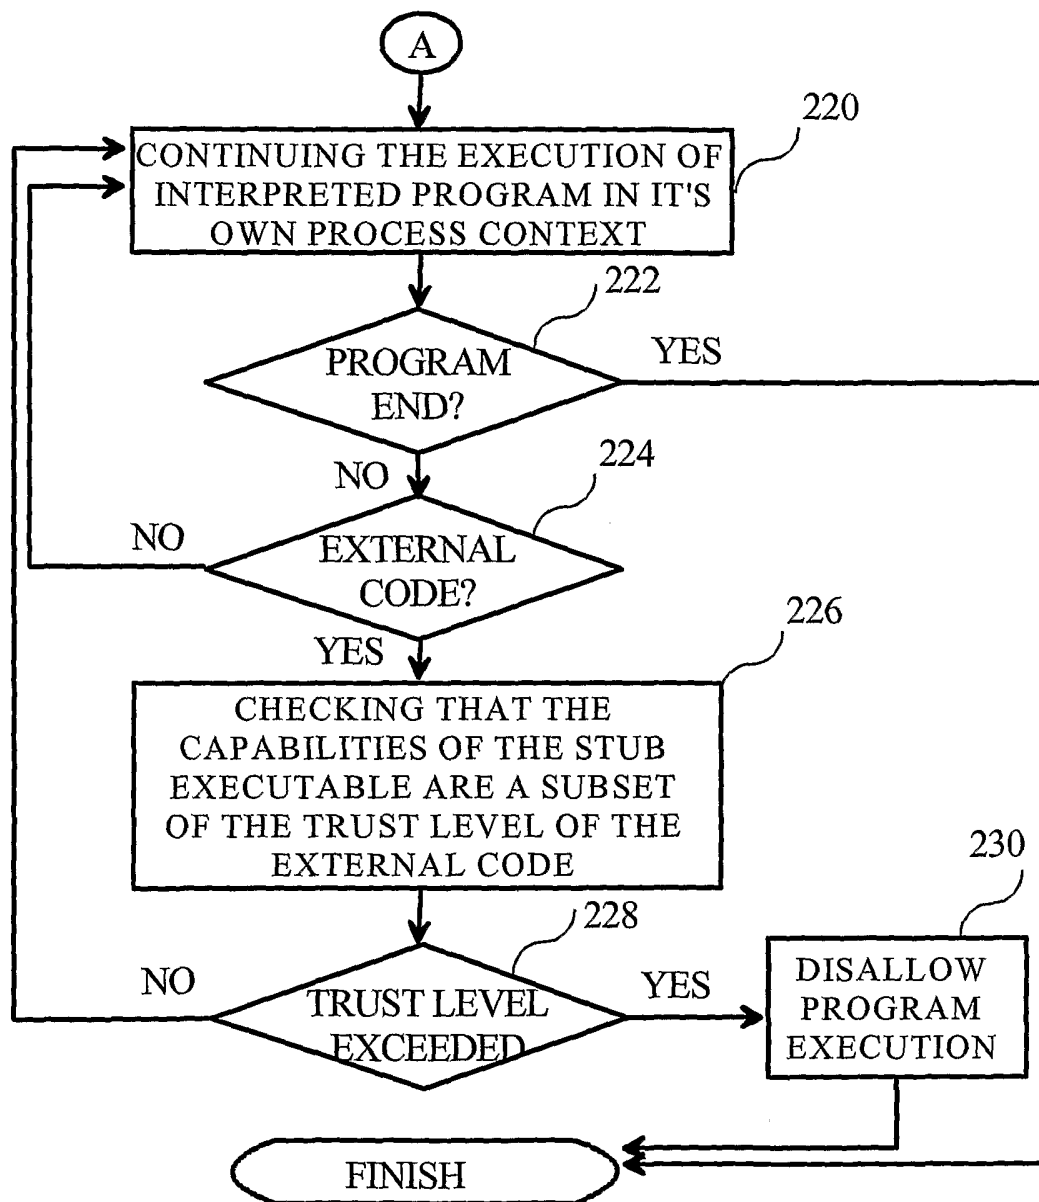 A
220
CONTINUING THE EXECUTION OF
INTERPRETED PROGRAM IN IT'S
OWN PROCESS CONTEXT
222
PROGRAM
END?
YES
NO
224
EXTERNAL
CODE?
NO
YES
226
CHECKING THAT THE
CAPABILITIES OF THE STUB
EXECUTABLE ARE A SUBSET
OF THE TRUST LEVEL OF THE
EXTERNAL CODE
228
TRUST LEVEL
EXCEEDED
NO
YES
230
DISALLOW
PROGRAM
EXECUTION
FINISH